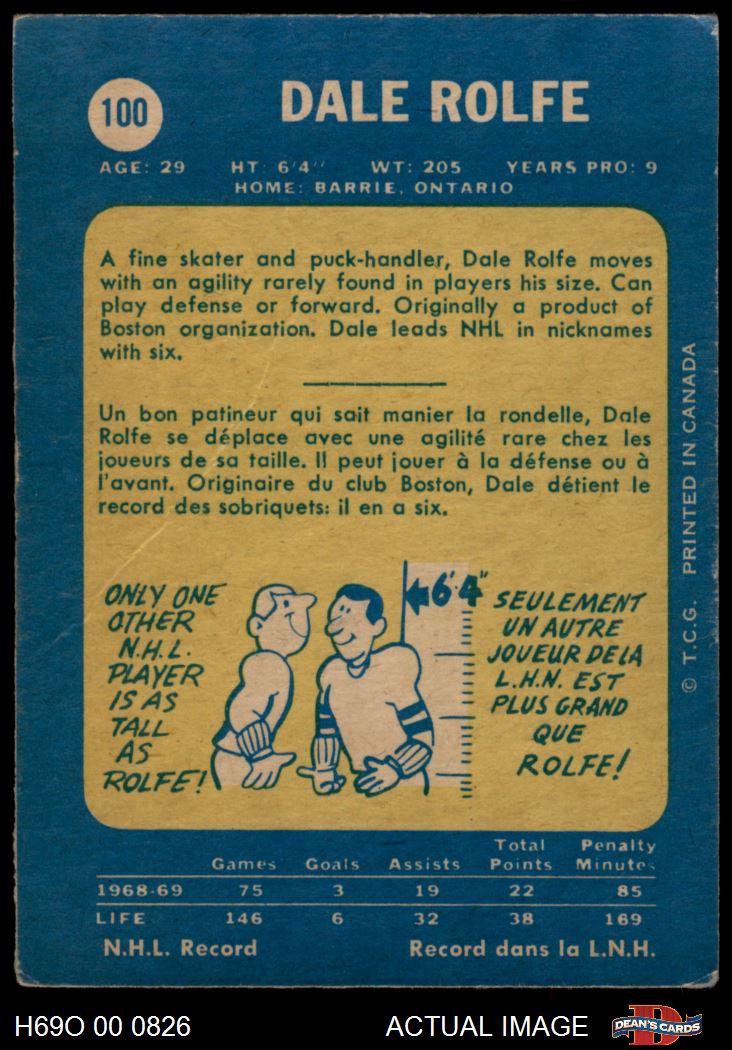 100
DALE ROLFE
AGE: 29 HT: 6'4'' WT: 205 YEARS PRO: 9
HOME: BARRIE, ONTARIO
A fine skater and puck-handler, Dale Rolfe moves
with an agility rarely found in players his size. Can
play defense or forward. Originally a product of
Boston organization. Dale leads NHL in nicknames
with six.
Un bon patineur qui sait manier la rondelle, Dale
Rolfe se déplace avec une agilité rare chez les
joueurs de sa taille. Il peut jouer à la défense ou à
l'avant. Originaire du club Boston, Dale détient le
record des sobriquets: il en a six.
ONLY ONE
OTHER
N.H.L.
PLAYER
IS AS
TALL
AS
ROLFE!
6'4"
SEULEMENT
UN AUTRE
JOUEUR DE LA
L.H.N. EST
PLUS GRAND
QUE
ROLFE!
© T.C.G. PRINTED IN CANADA
Games Goals Assists Total Points Penalty Minutes
1968-69 75 3 19 22 85
LIFE 146 6 32 38 169
N.H.L. Record Record dans la L.N.H.
H69O 00 0826 ACTUAL IMAGE
D
DEAN'S CARDS